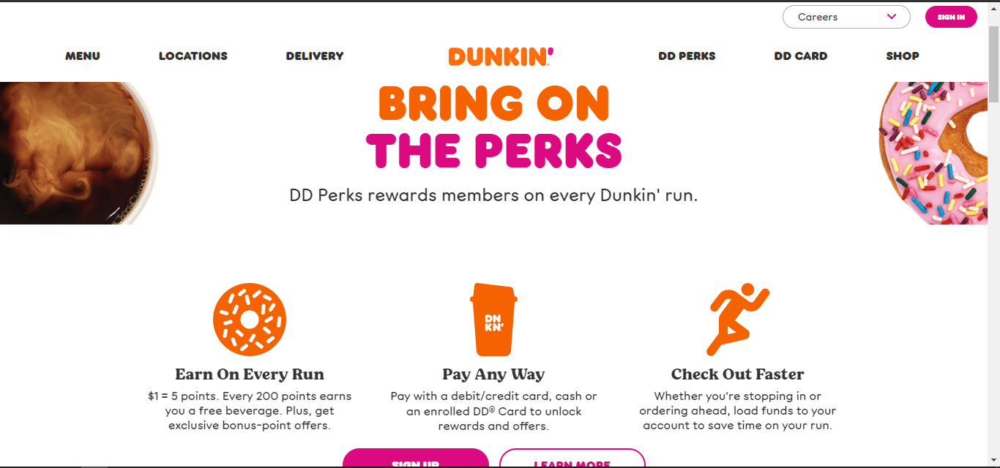 Careers
SIGN IN
MENU LOCATIONS DELIVERY DUNKIN' DD PERKS DD CARD SHOP
BRING ON
THE PERKS
DD Perks rewards members on every Dunkin' run.
DN
KN'
Earn On Every Run
$1 = 5 points. Every 200 points earns
you a free beverage. Plus, get
exclusive bonus-point offers.
Pay Any Way
Pay with a debit/credit card, cash or
an enrolled DD® Card to unlock
rewards and offers.
Check Out Faster
Whether you're stopping in or
ordering ahead, load funds to your
account to save time on your run.
SIGN UP
LEARN MORE